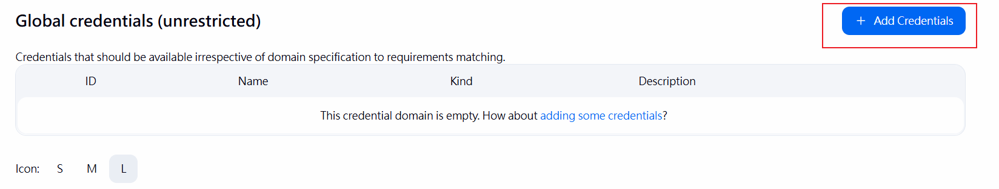 Global credentials (unrestricted)
+ Add Credentials
Credentials that should be available irrespective of domain specification to requirements matching.
ID Name Kind Description
This credential domain is empty. How about adding some credentials?
Icon: S M L